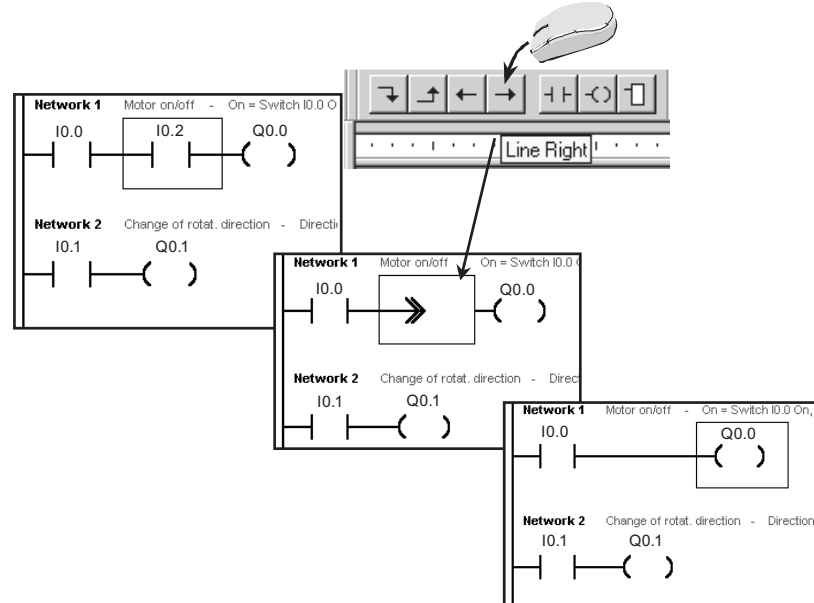 Network 1 Motor on/off - On = Switch I0.0 O
I0.0 I0.2 Q0.0
Network 2 Change of rotat. direction - Directi
I0.1 Q0.1
Line Right
Network 1 Motor on/off On = Switch I0.0
I0.0 Q0.0
Network 2 Change of rotat. direction - Direct
I0.1 Q0.1
Network 1 Motor on/off - On = Switch I0.0 On,
I0.0 Q0.0
Network 2 Change of rotat. direction - Direction
I0.1 Q0.1